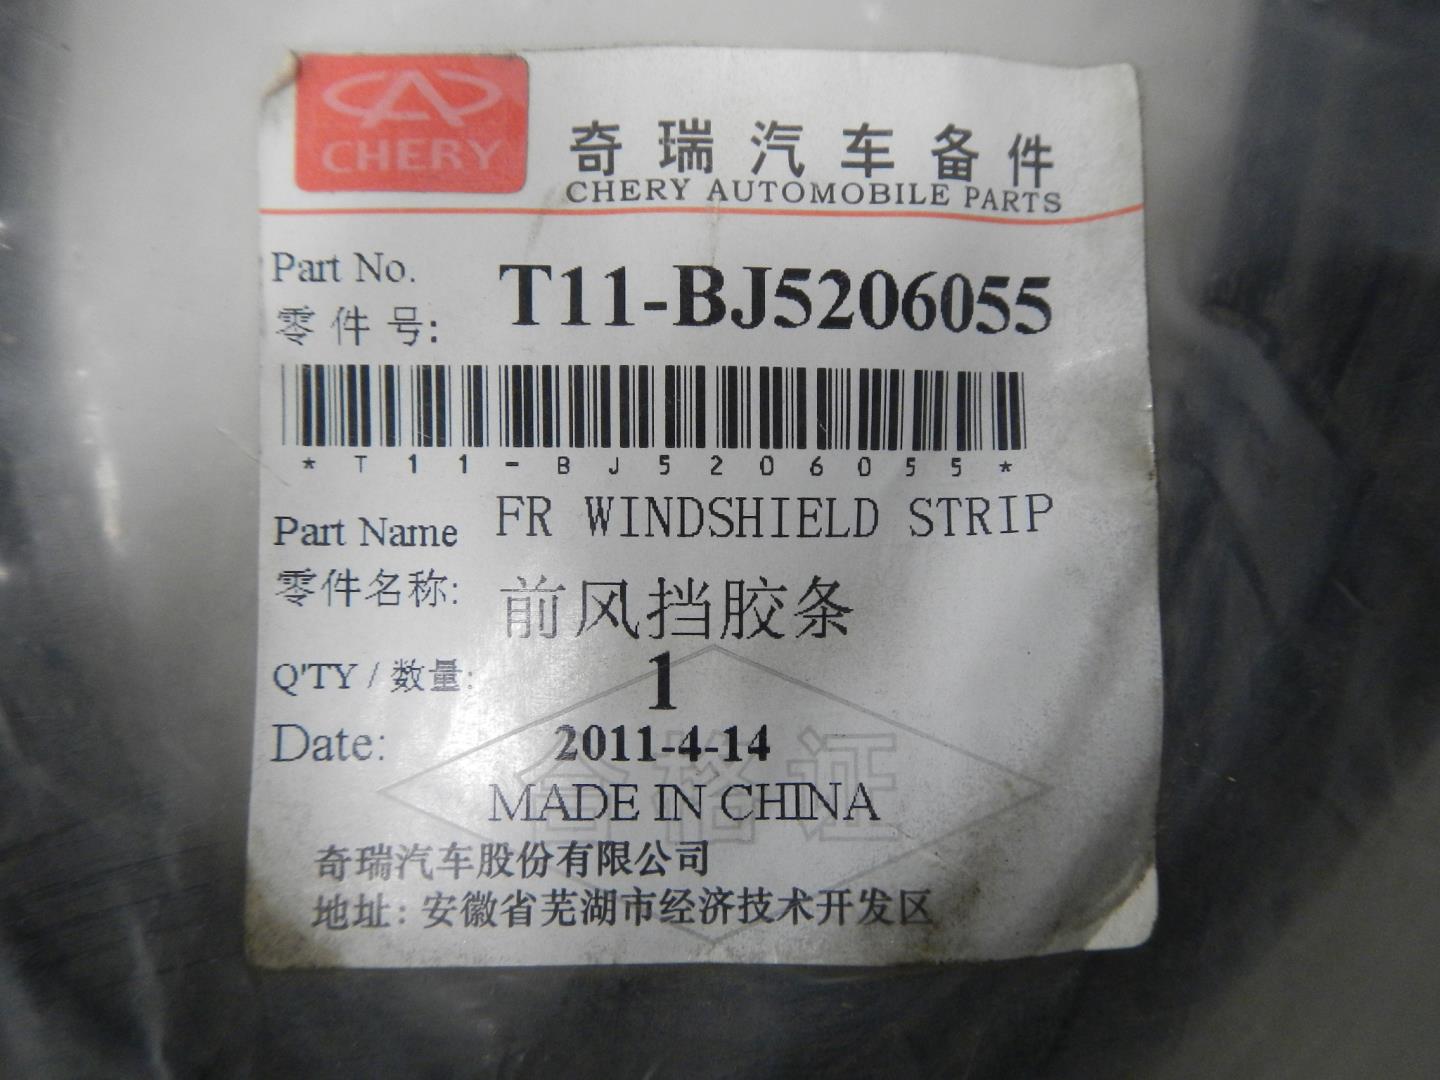 CHERY
奇瑞汽车备件
CHERY AUTOMOBILE PARTS
Part No. T11-BJ5206055
零件号:
*T11-BJ5206055*
Part Name FR WINDSHIELD STRIP
零件名称: 前风挡胶条
Q'TY / 数量: 1
Date: 2011-4-14
合格证
MADE IN CHINA
奇瑞汽车股份有限公司
地址: 安徽省芜湖市经济技术开发区